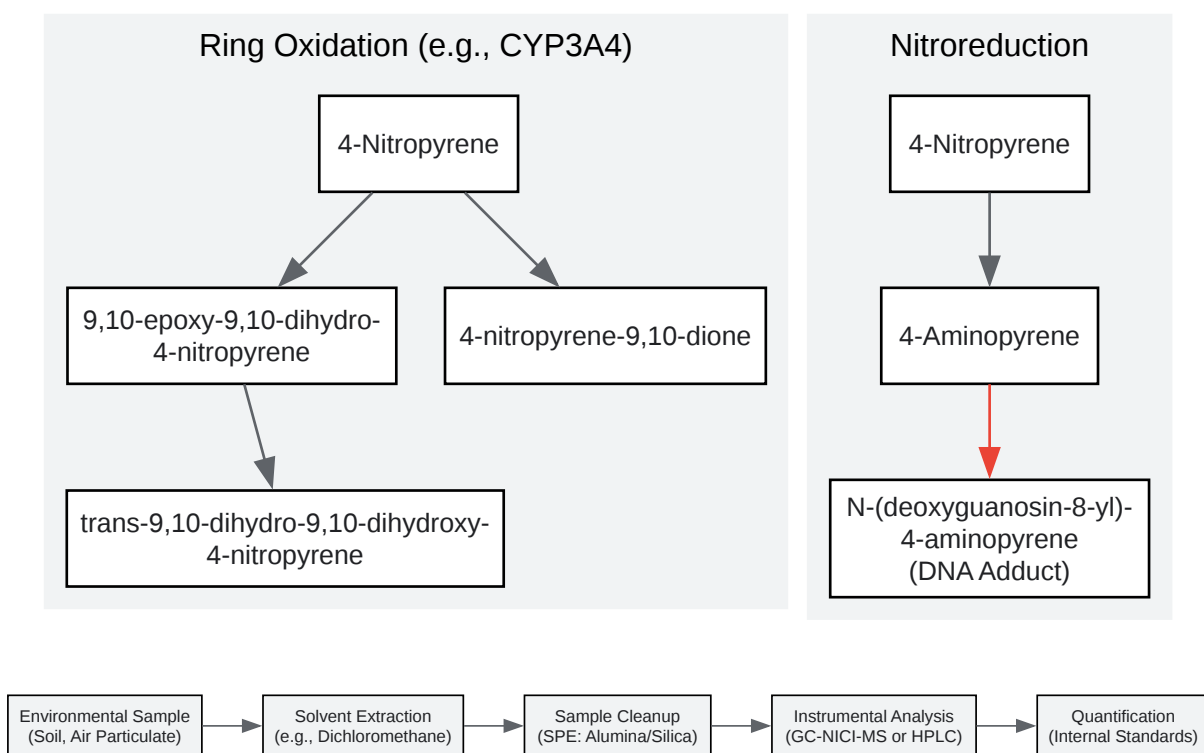 Ring Oxidation (e.g., CYP3A4)
4-Nitropyrene
9,10-epoxy-9,10-dihydro-
4-nitropyrene
4-nitropyrene-9,10-dione
trans-9,10-dihydro-9,10-dihydroxy-
4-nitropyrene
Nitroreduction
4-Nitropyrene
4-Aminopyrene
N-(deoxyguanosin-8-yl)-
4-aminopyrene
(DNA Adduct)
Environmental Sample
(Soil, Air Particulate)
Solvent Extraction
(e.g., Dichloromethane)
Sample Cleanup
(SPE: Alumina/Silica)
Instrumental Analysis
(GC-NICI-MS or HPLC)
Quantification
(Internal Standards)